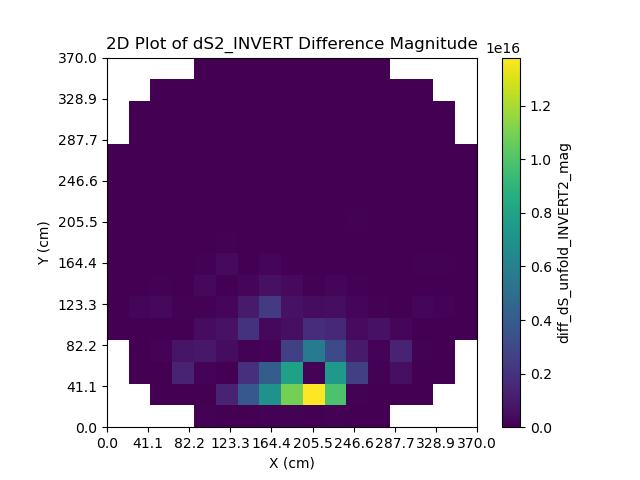 2D Plot of dS2_INVERT Difference Magnitude
1e16
370.0
328.9
287.7
246.6
205.5
164.4
123.3
82.2
41.1
0.0
Y (cm)
0.0 41.1 82.2 123.3 164.4 205.5 246.6 287.7 328.9 370.0
X (cm)
1.2
1.0
0.8
0.6
0.4
0.2
0.0
diff_dS_unfold_INVERT2_mag